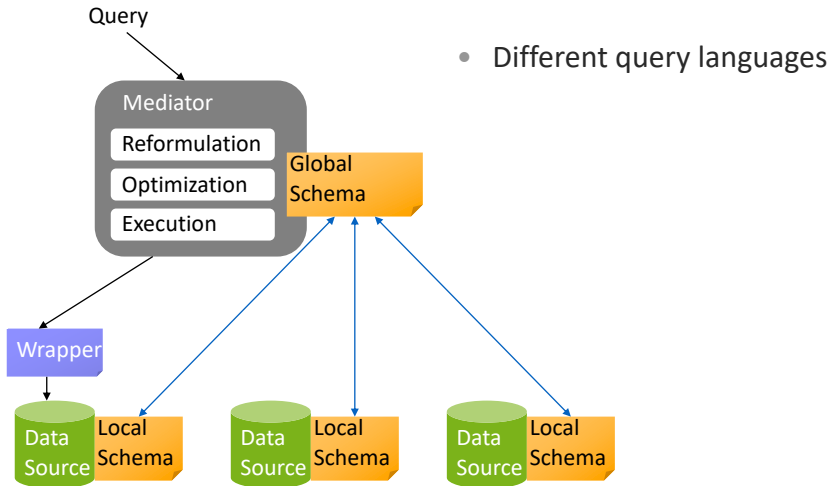 Query
• Different query languages
Mediator
Reformulation
Optimization
Execution
Global
Schema
Wrapper
Data
Source
Local
Schema
Data
Source
Local
Schema
Data
Source
Local
Schema